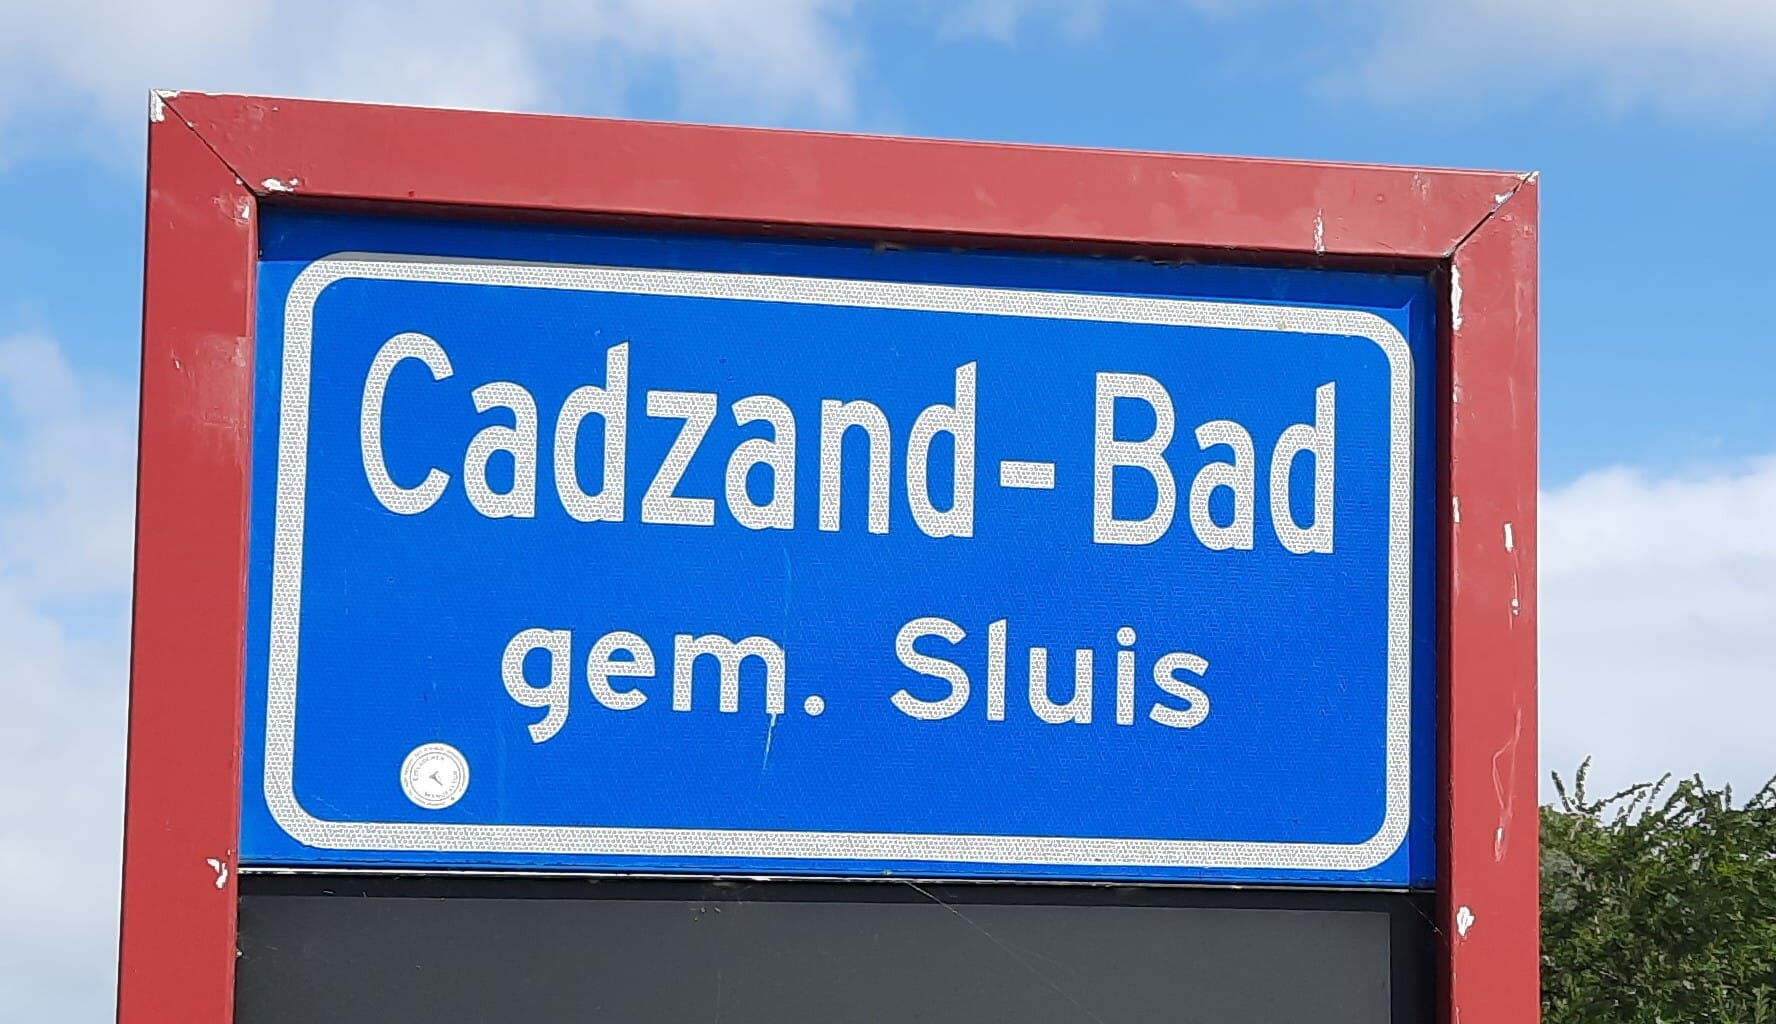 Cadzand-Bad
gem. Sluis